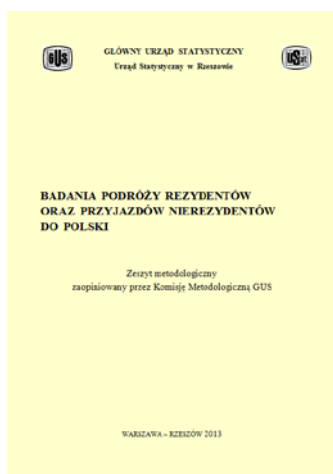 GUS
GŁÓWNY URZĄD STATYSTYCZNY
Urząd Statystyczny w Rzeszowie
BADANIA PODRÓŻY REZYDENTÓW
ORAZ PRZYJAZDÓW NIEREZYDENTÓW
DO POLSKI
Zeszyt metodologiczny
zaopiniowany przez Komisję Metodologiczną GUS
WARSZAWA – RZESZÓW 2013